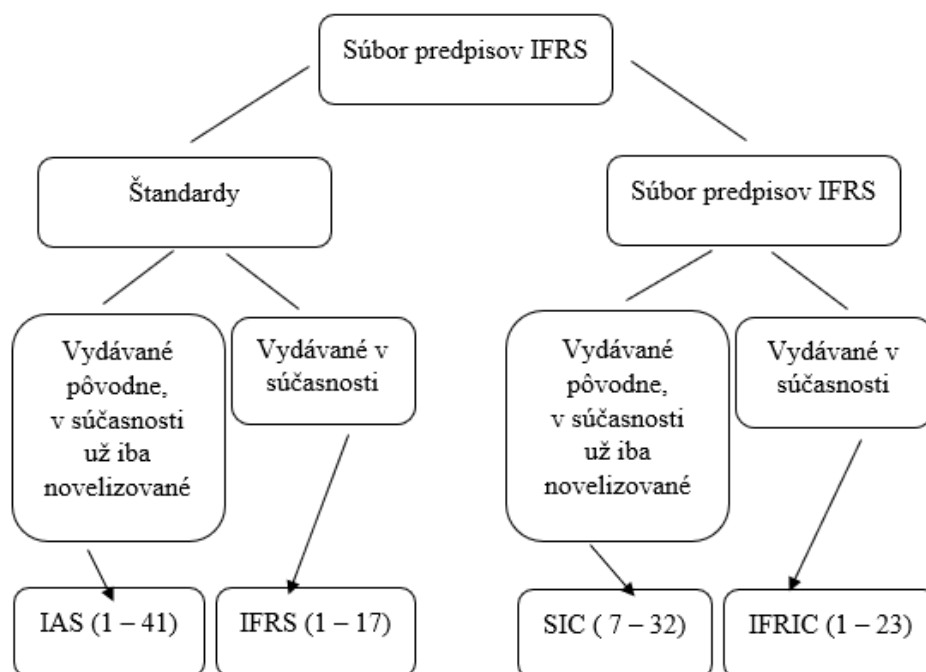 Súbor predpisov IFRS
Štandardy
Súbor predpisov IFRS
Vydávané
pôvodne,
v súčasnosti
už iba
novelizované
Vydávané v
súčasnosti
Vydávané
pôvodne,
v súčasnosti
už iba
novelizované
Vydávané v
súčasnosti
IAS (1 – 41)
IFRS (1 – 17)
SIC ( 7 – 32)
IFRIC (1 – 23)